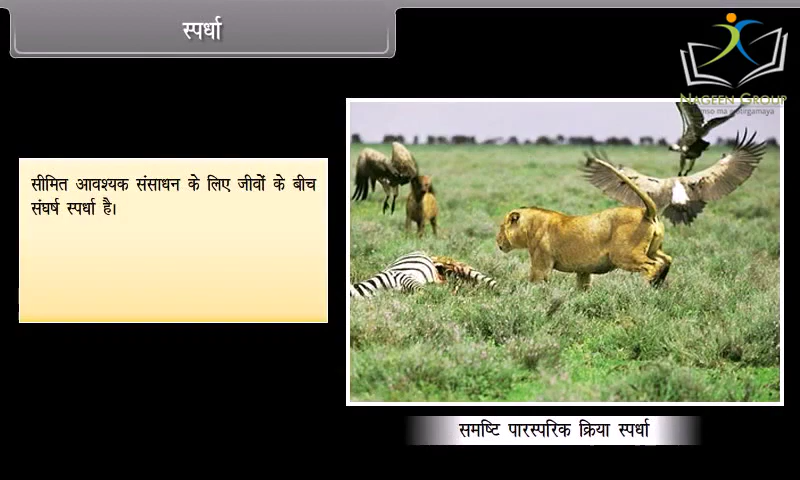 स्पर्धा
NAGEEN GROUP
सीमित आवश्यक संसाधन के लिए जीवों के बीच
संघर्ष स्पर्धा है।
समष्टि पारस्परिक क्रिया स्पर्धा